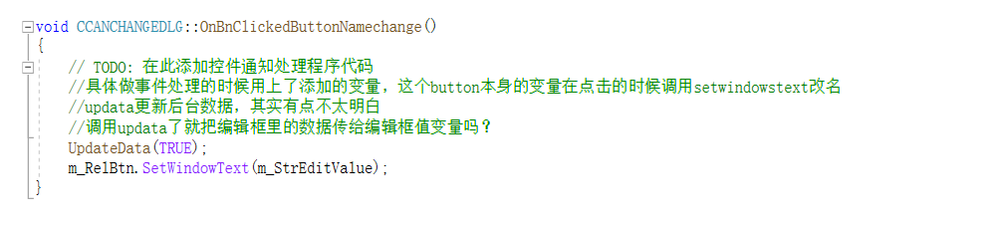 void CCANCHANGEDLG::OnBnClickedButtonNamechange()
{
// TODO: 在此添加控件通知处理程序代码
//具体做事件处理的时候用上了添加的变量，这个button本身的变量在点击的时候调用setwindowstext改名
//updata更新后台数据，其实有点不太明白
//调用updata了就把编辑框里的数据传给编辑框值变量吗？
UpdateData(TRUE);
m_RelBtn.SetWindowText(m_StrEditValue);
}